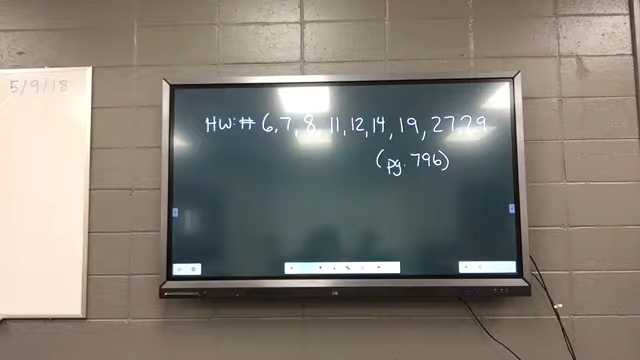 5/9/18
HW: # 6, 7, 8, 11, 12, 14, 19, 27, 29
(pg. 796)